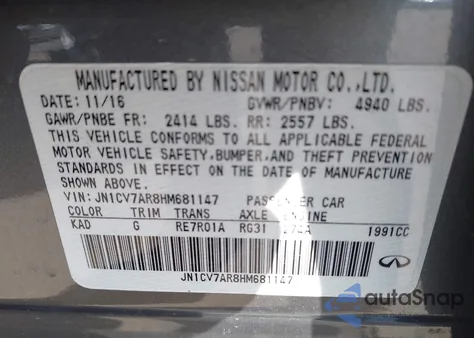 MANUFACTURED BY NISSAN MOTOR CO.,LTD.
DATE: 11/16 GVWR/PNBV: 4940 LBS.
GAWR/PNBE FR: 2414 LBS. RR: 2557 LBS.
THIS VEHICLE CONFORMS TO ALL APPLICABLE FEDERAL
MOTOR VEHICLE SAFETY, BUMPER, AND THEFT PREVENTION
STANDARDS IN EFFECT ON THE DATE OF MANUFACTURE
SHOWN ABOVE.
VIN: JN1CV7AR8HM681147 PASSENGER CAR
COLOR TRIM TRANS AXLE ENGINE
KAD G RE7R01A RG31 274A 1991CC
JN1CV7AR8HM681147
autoSnap